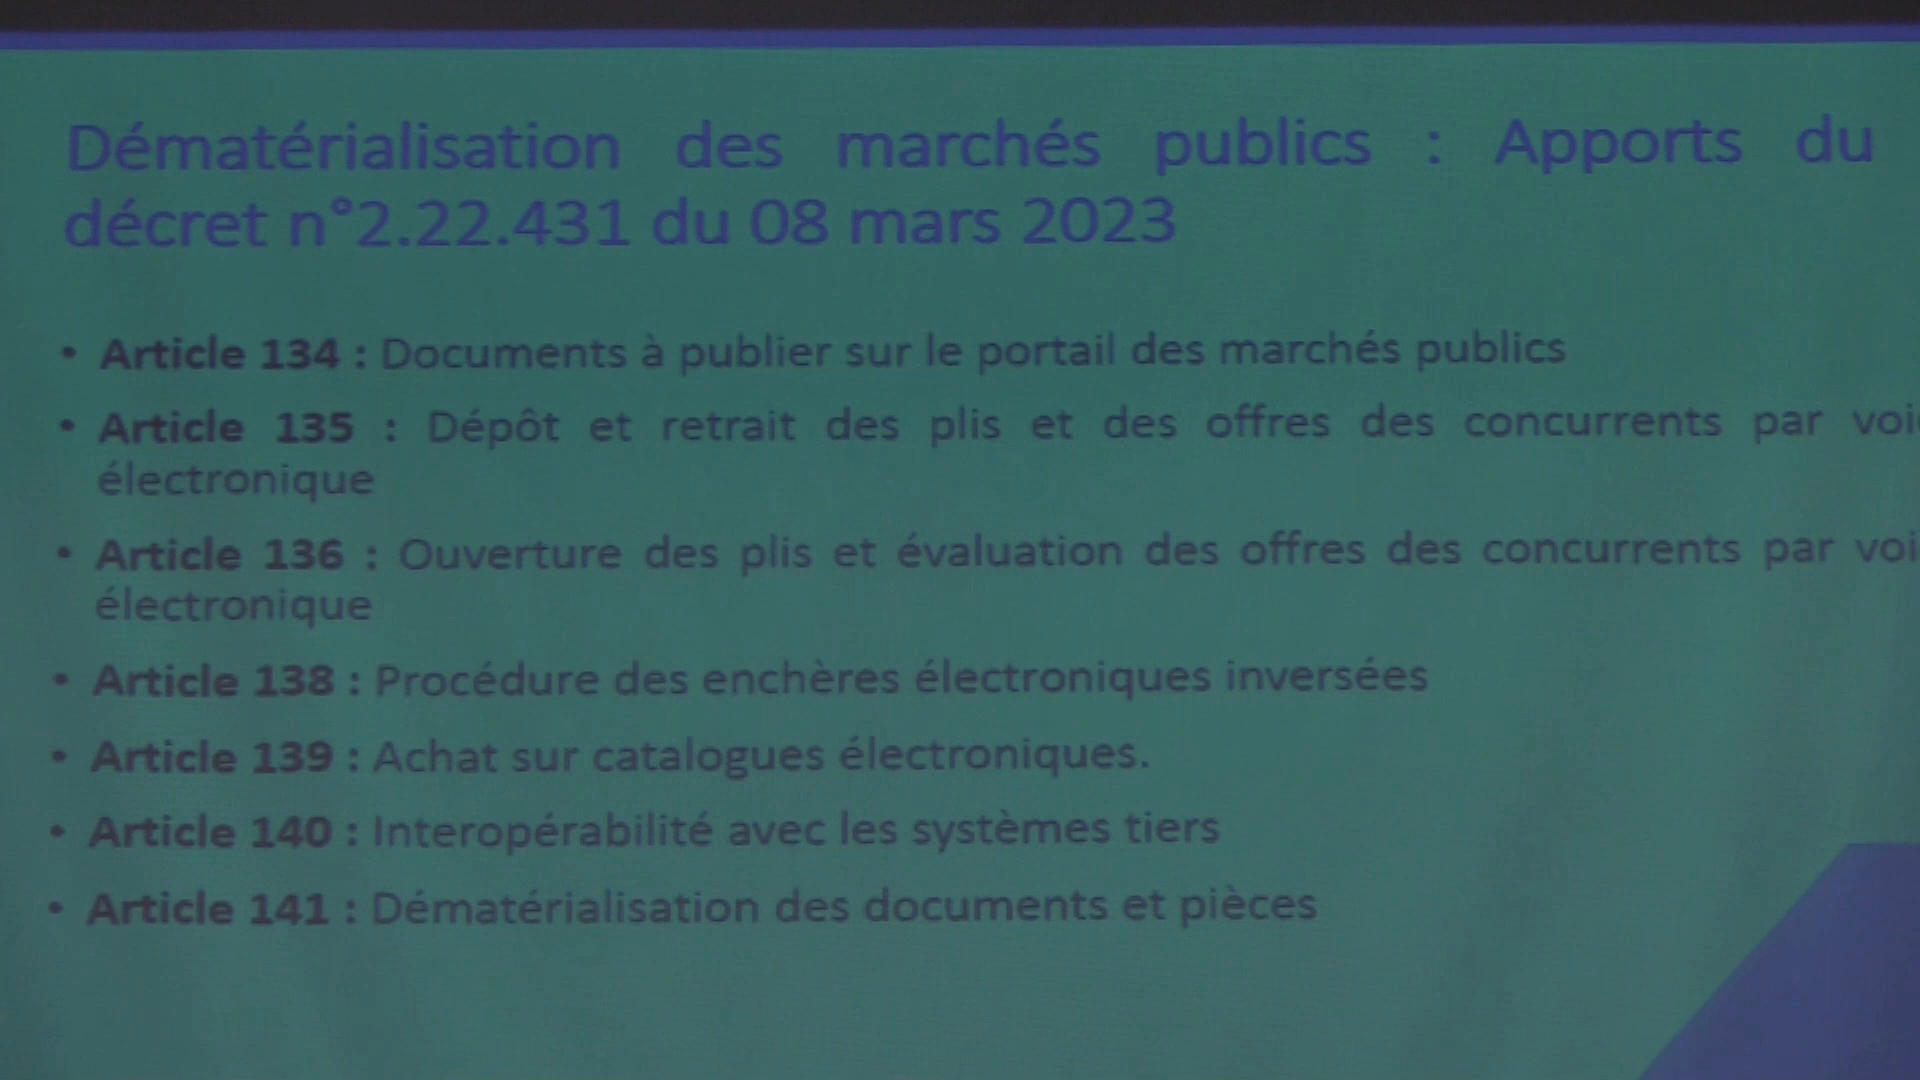 Dématérialisation des marchés publics : Apports du
décret n°2.22.431 du 08 mars 2023
• Article 134 : Documents à publier sur le portail des marchés publics
• Article 135 : Dépôt et retrait des plis et des offres des concurrents par voie
électronique
• Article 136 : Ouverture des plis et évaluation des offres des concurrents par voi
électronique
• Article 138 : Procédure des enchères électroniques inversées
• Article 139 : Achat sur catalogues électroniques.
• Article 140 : Interopérabilité avec les systèmes tiers
• Article 141 : Dématérialisation des documents et pièces